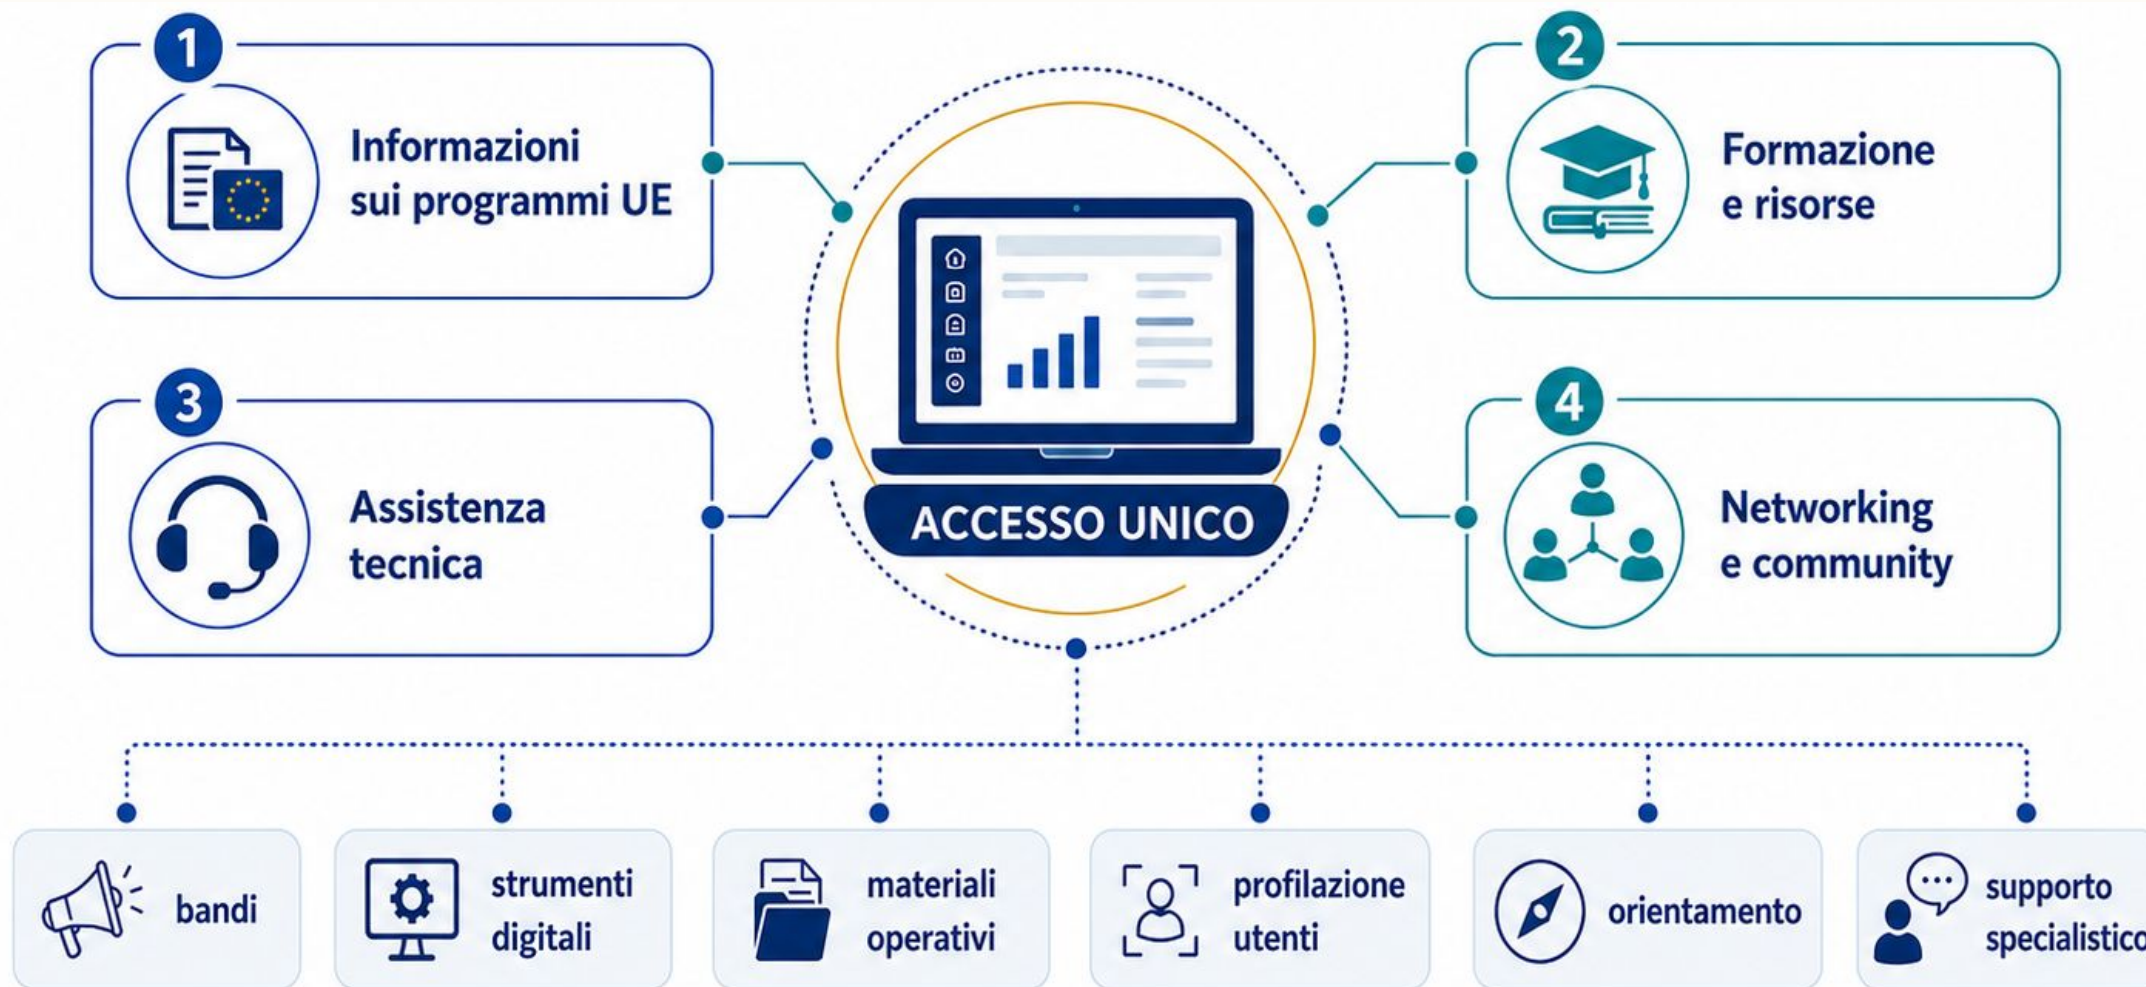 1
Informazioni
sui programmi UE
2
Formazione
e risorse
3
Assistenza
tecnica
4
Networking
e community
ACCESSO UNICO
bandi
strumenti
digitali
materiali
operativi
profilazione
utenti
orientamento
supporto
specialistico